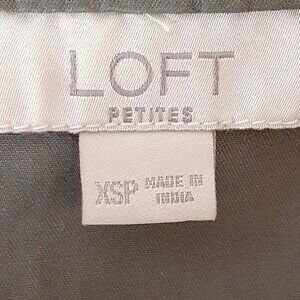 LOFT
PETITES
XSP MADE IN
INDIA